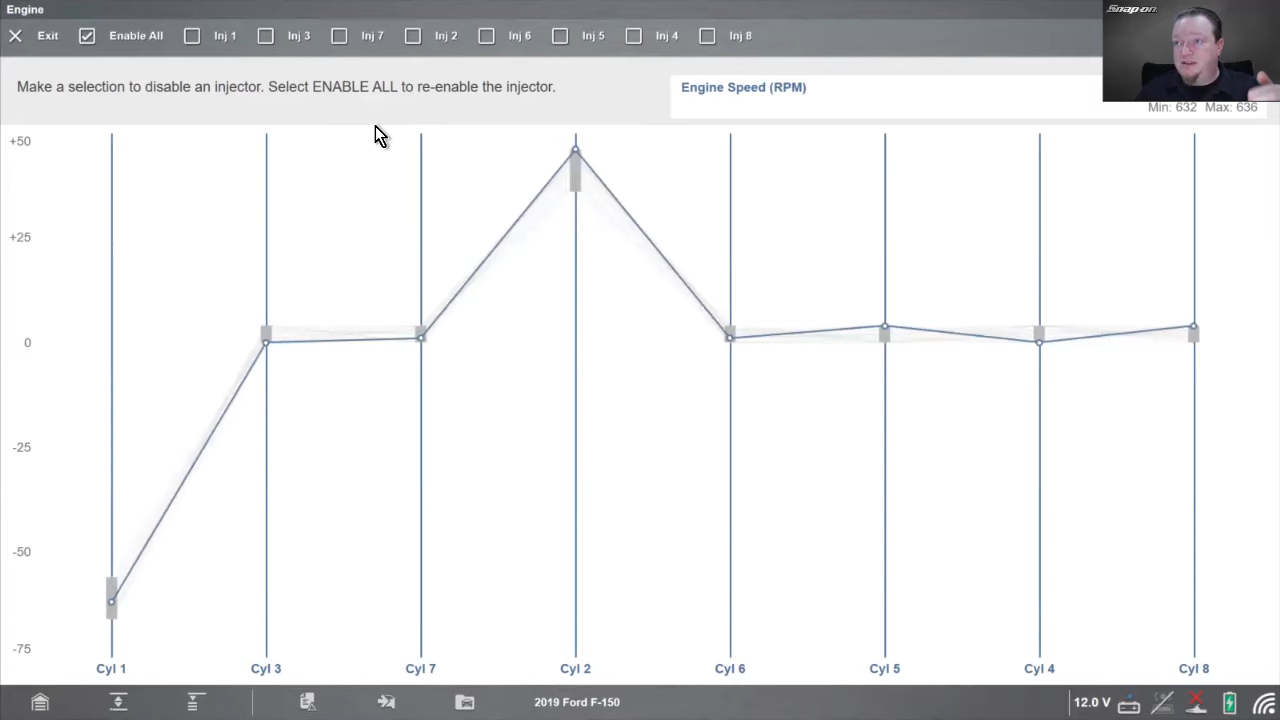 Engine
Snap-on
Exit Enable All Inj 1 Inj 3 Inj 7 Inj 2 Inj 6 Inj 5 Inj 4 Inj 8
Make a selection to disable an injector. Select ENABLE ALL to re-enable the injector.
Engine Speed (RPM)
Min: 632 Max: 636
+50
+25
0
-25
-50
-75
Cyl 1 Cyl 3 Cyl 7 Cyl 2 Cyl 6 Cyl 5 Cyl 4 Cyl 8
2019 Ford F-150
12.0 V